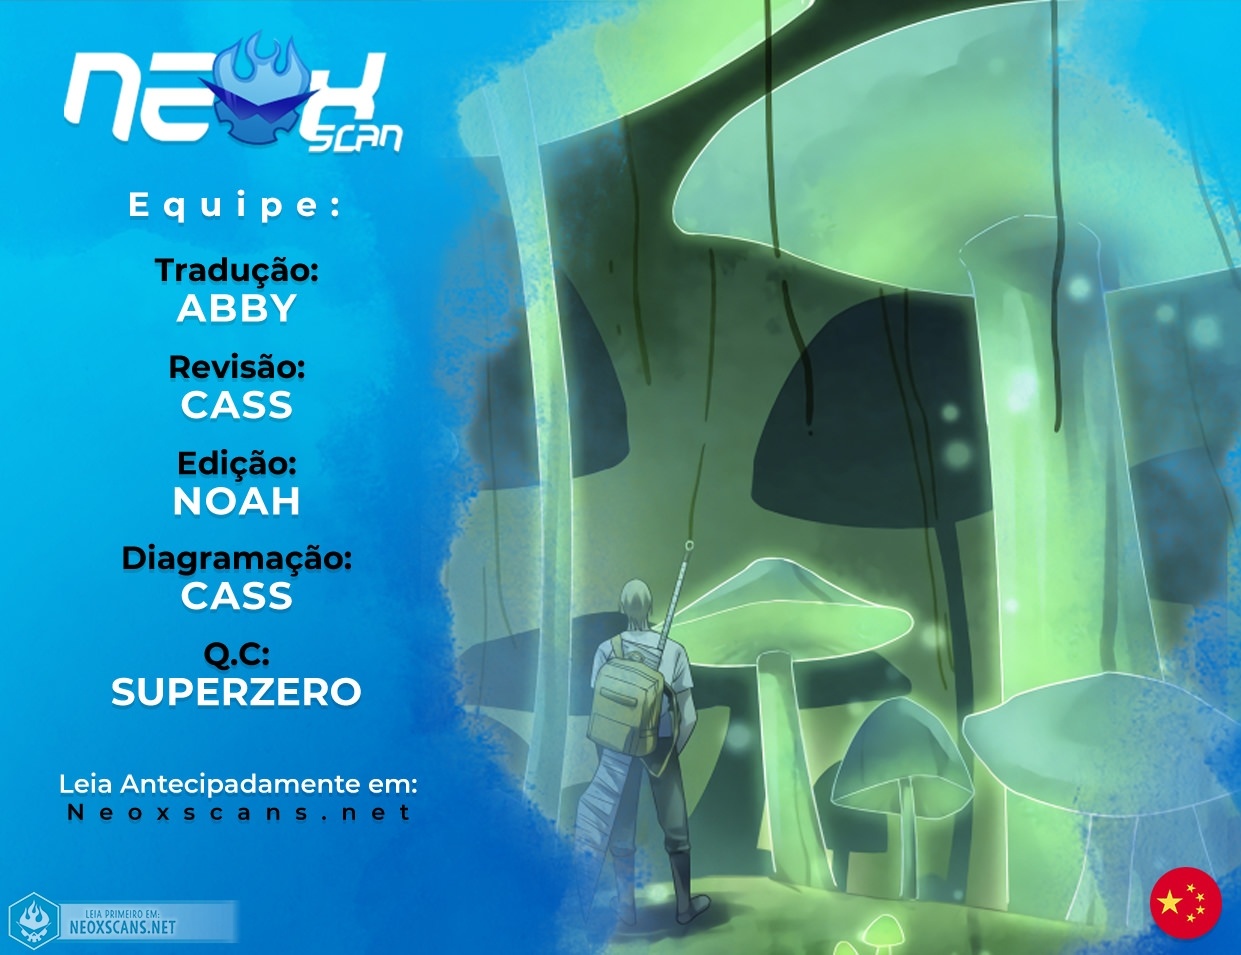 NEOX
SCAN
Equipe:
Tradução:
ABBY
Revisão:
CASS
Edição:
NOAH
Diagramação:
CASS
Q.C:
SUPERZERO
Leia Antecipadamente em:
Neoxscans.net
LEIA PRIMEIRO EM:
NEOXSCANS.NET